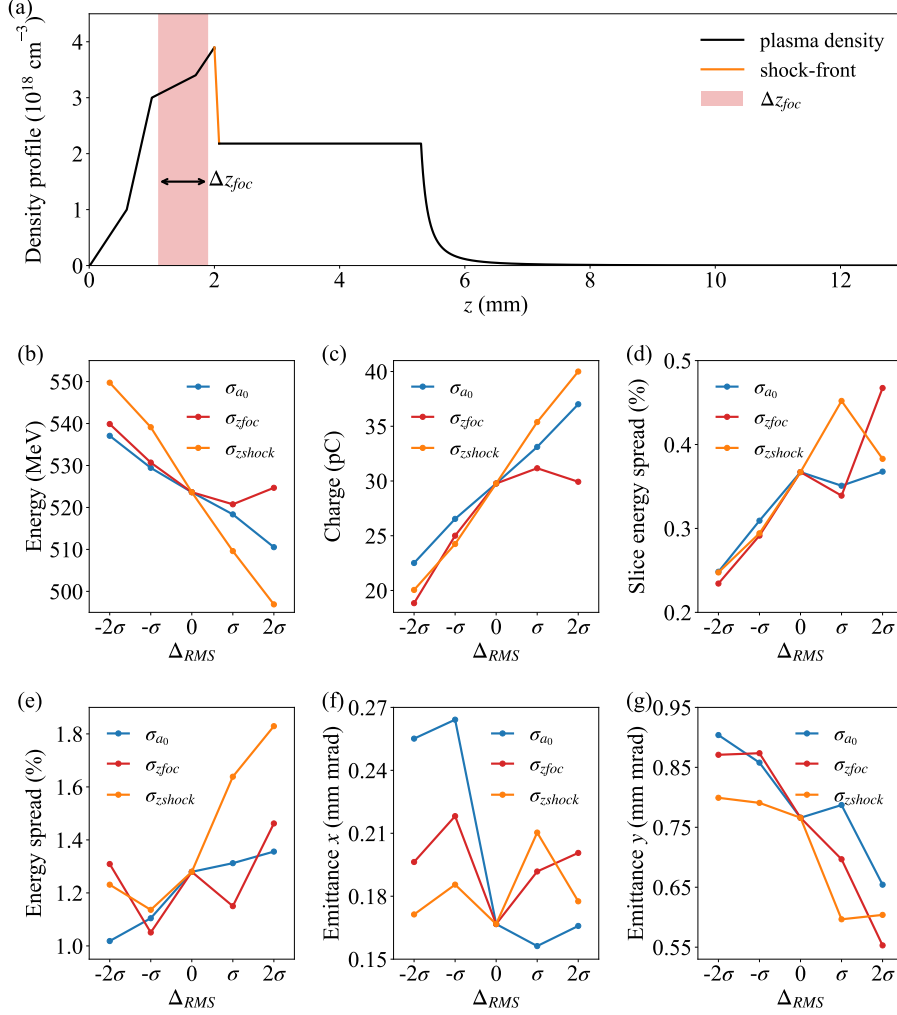 (a)
Density profile (10^18 cm^−3)
4
3
2
1
0
0 2 4 6 8 10 12
z (mm)
plasma density
shock-front
Δz_foc
Δz_foc
(b)
Energy (MeV)
550
540
530
520
510
500
-2σ -σ 0 σ 2σ
Δ_RMS
σ_a_0
σ_zfoc
σ_zshock
(c)
Charge (pC)
40
35
30
25
20
-2σ -σ 0 σ 2σ
Δ_RMS
σ_a_0
σ_zfoc
σ_zshock
(d)
Slice energy spread (%)
0.5
0.4
0.3
0.2
-2σ -σ 0 σ 2σ
Δ_RMS
σ_a_0
σ_zfoc
σ_zshock
(e)
Energy spread (%)
1.8
1.6
1.4
1.2
1.0
-2σ -σ 0 σ 2σ
Δ_RMS
σ_a_0
σ_zfoc
σ_zshock
(f)
Emittance x (mm mrad)
0.27
0.24
0.21
0.18
0.15
-2σ -σ 0 σ 2σ
Δ_RMS
σ_a_0
σ_zfoc
σ_zshock
(g)
Emittance y (mm mrad)
0.95
0.85
0.75
0.65
0.55
-2σ -σ 0 σ 2σ
Δ_RMS
σ_a_0
σ_zfoc
σ_zshock